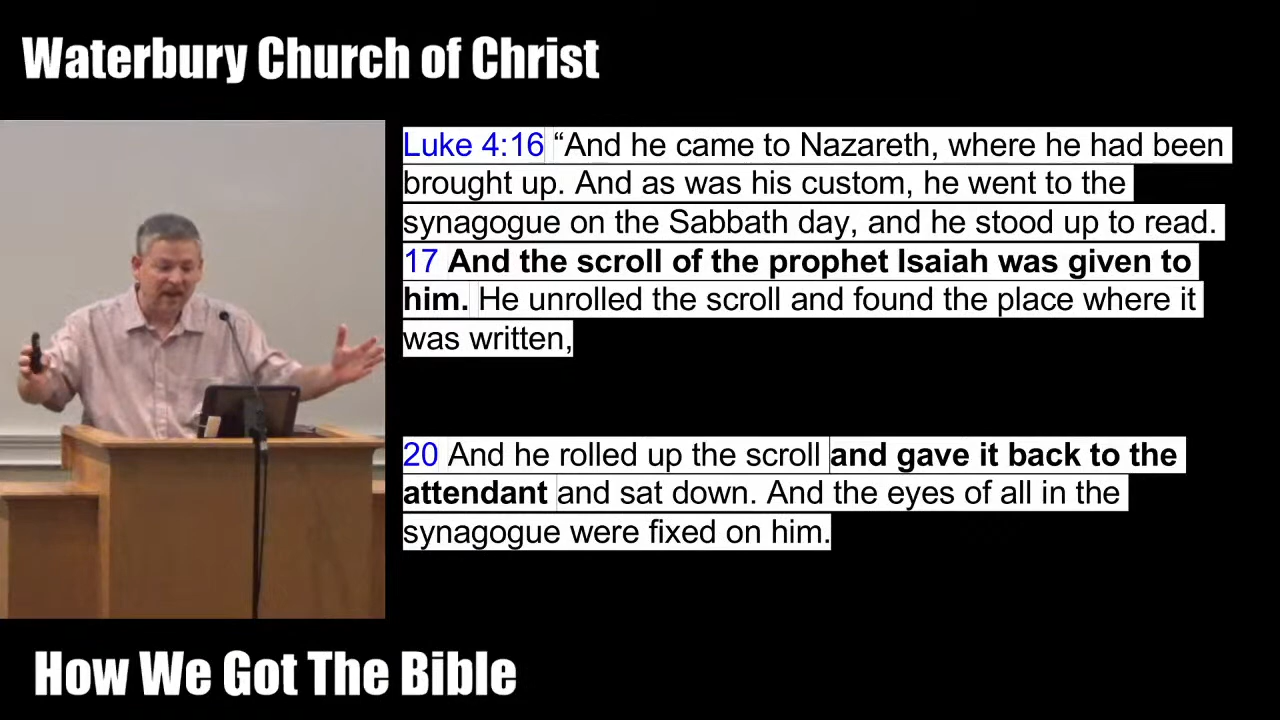 Waterbury Church of Christ
Luke 4:16 “And he came to Nazareth, where he had been
brought up. And as was his custom, he went to the
synagogue on the Sabbath day, and he stood up to read.
17 And the scroll of the prophet Isaiah was given to
him. He unrolled the scroll and found the place where it
was written,
20 And he rolled up the scroll and gave it back to the
attendant and sat down. And the eyes of all in the
synagogue were fixed on him.
How We Got The Bible